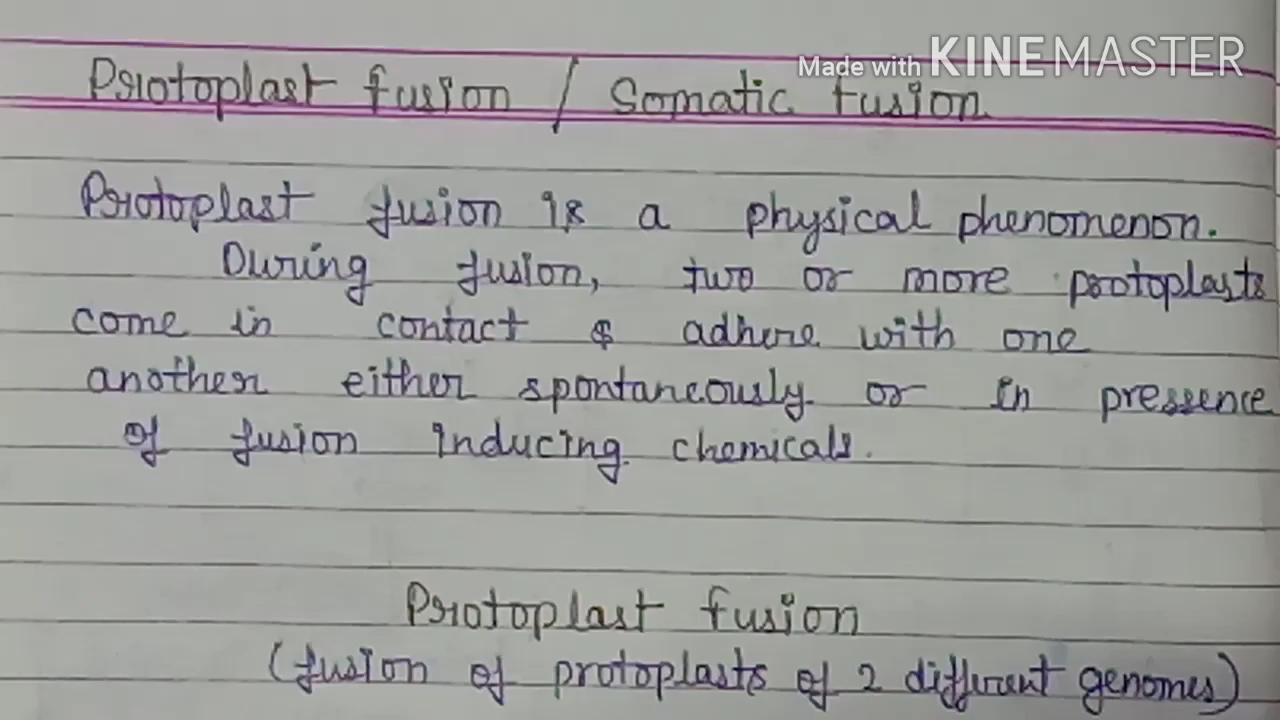 Made with KINEMASTER
Protoplast fusion / Somatic fusion
Protoplast fusion is a physical phenomenon.
During fusion, two or more protoplasts
come in contact & adhere with one
another either spontaneously or in pressence
of fusion inducing chemicals.
Protoplast fusion
(fusion of protoplasts of 2 different genomes)